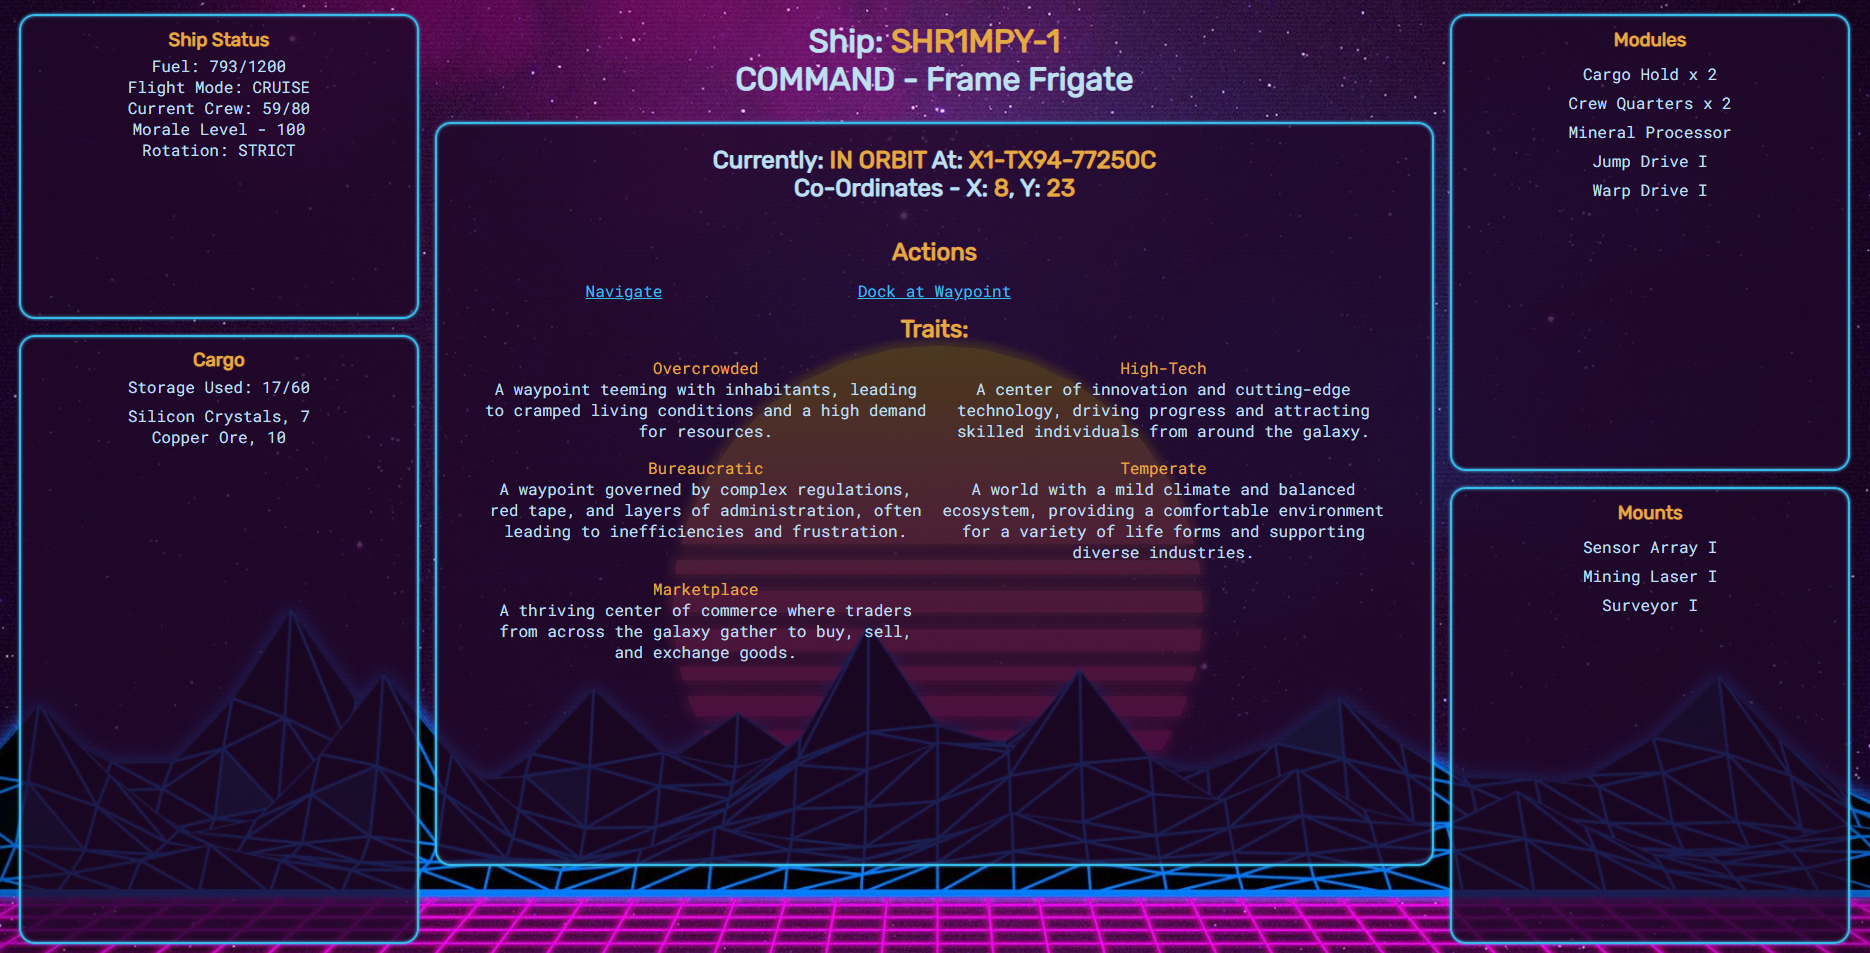 Ship Status
Fuel: 793/1200
Flight Mode: CRUISE
Current Crew: 59/80
Morale Level - 100
Rotation: STRICT
Cargo
Storage Used: 17/60
Silicon Crystals, 7
Copper Ore, 10
Ship: SHR1MPY-1
COMMAND - Frame Frigate
Currently: IN ORBIT At: X1-TX94-77250C
Co-Ordinates - X: 8, Y: 23
Actions
Navigate
Dock at Waypoint
Traits:
Overcrowded
A waypoint teeming with inhabitants, leading
to cramped living conditions and a high demand
for resources.
High-Tech
A center of innovation and cutting-edge
technology, driving progress and attracting
skilled individuals from around the galaxy.
Bureaucratic
A waypoint governed by complex regulations,
red tape, and layers of administration, often
leading to inefficiencies and frustration.
Temperate
A world with a mild climate and balanced
ecosystem, providing a comfortable environment
for a variety of life forms and supporting
diverse industries.
Marketplace
A thriving center of commerce where traders
from across the galaxy gather to buy, sell,
and exchange goods.
Modules
Cargo Hold x 2
Crew Quarters x 2
Mineral Processor
Jump Drive I
Warp Drive I
Mounts
Sensor Array I
Mining Laser I
Surveyor I